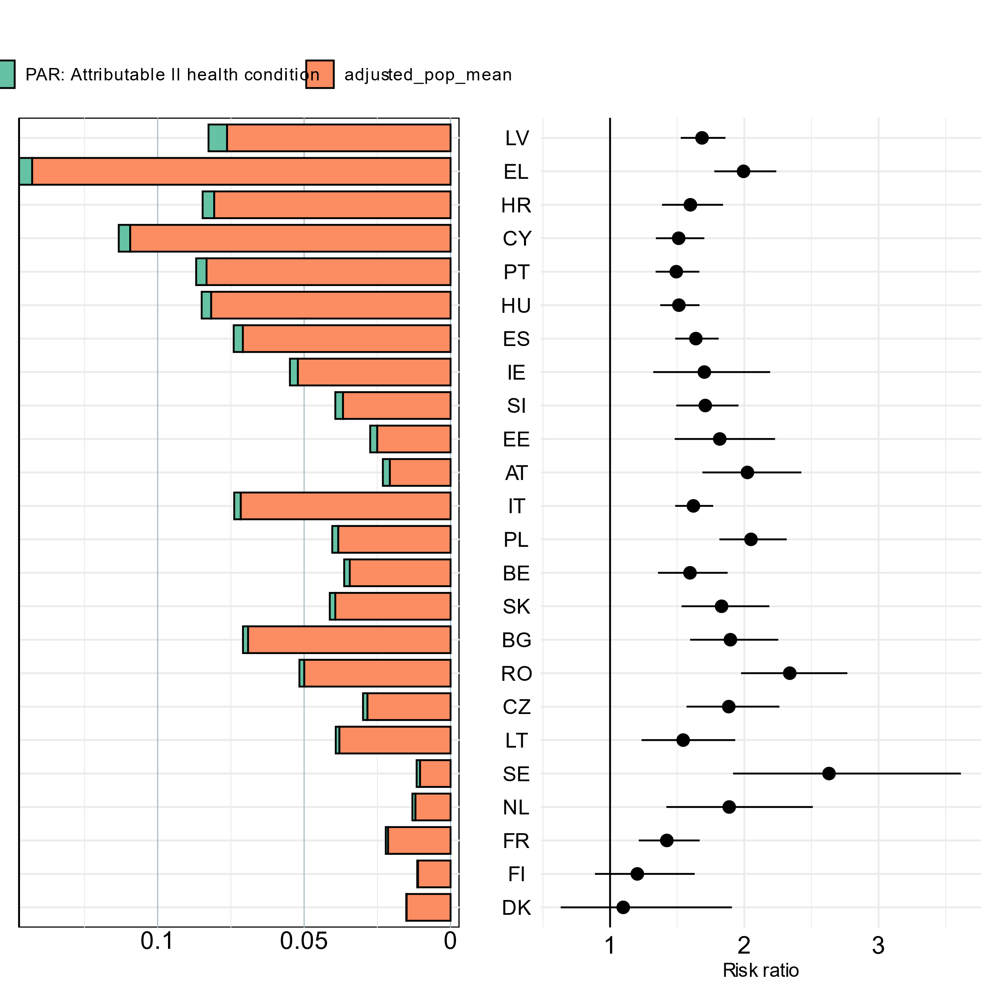 PAR: Attributable II health condition adjusted_pop_mean
LV
EL
HR
CY
PT
HU
ES
IE
SI
EE
AT
IT
PL
BE
SK
BG
RO
CZ
LT
SE
NL
FR
FI
DK
0.1 0.05 0 1 2 3
Risk ratio